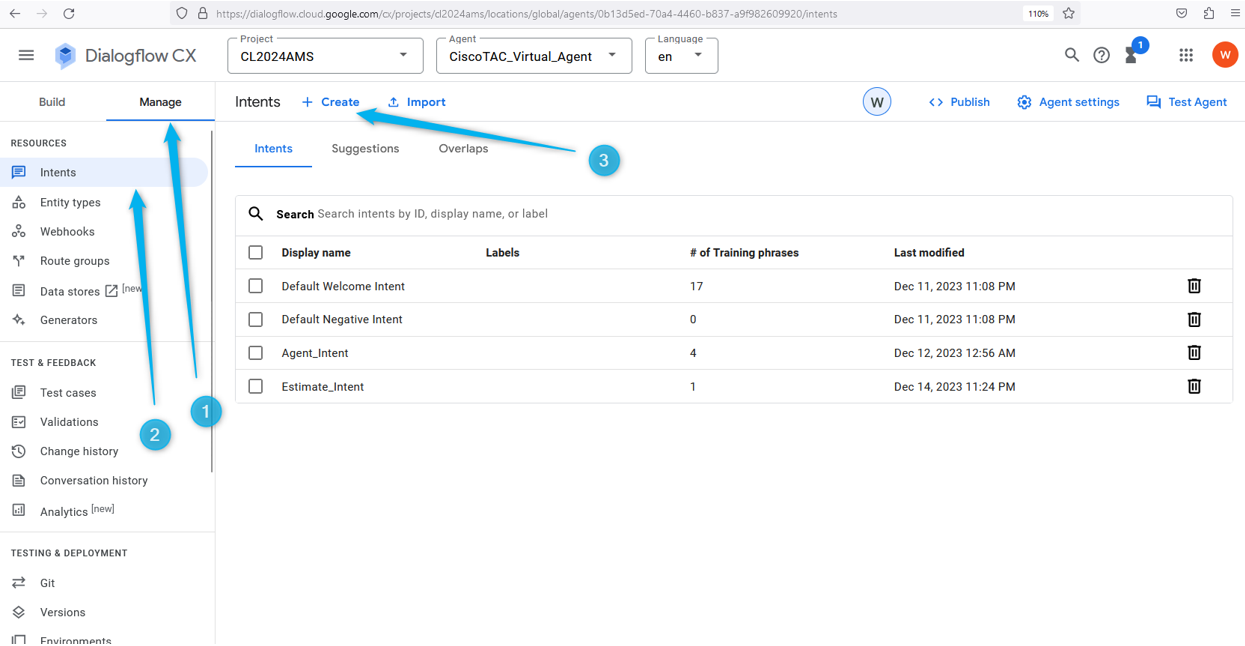 https://dialogflow.cloud.google.com/cx/projects/cl2024ams/locations/global/agents/0b13d5ed-70a4-4460-b837-a9f982609920/intents 110%
Dialogflow CX
Project
CL2024AMS
Agent
CiscoTAC_Virtual_Agent
Language
en
1
W
Build Manage
Intents + Create Import W Publish Agent settings Test Agent
RESOURCES
Intents
Entity types
Webhooks
Route groups
Data stores [new
Generators
TEST & FEEDBACK
Test cases
Validations
Change history
Conversation history
Analytics [new]
TESTING & DEPLOYMENT
Git
Versions
Environments
Intents Suggestions Overlaps
Search Search intents by ID, display name, or label
Display name Labels # of Training phrases Last modified
Default Welcome Intent 17 Dec 11, 2023 11:08 PM
Default Negative Intent 0 Dec 11, 2023 11:08 PM
Agent_Intent 4 Dec 12, 2023 12:56 AM
Estimate_Intent 1 Dec 14, 2023 11:24 PM
1
2
3